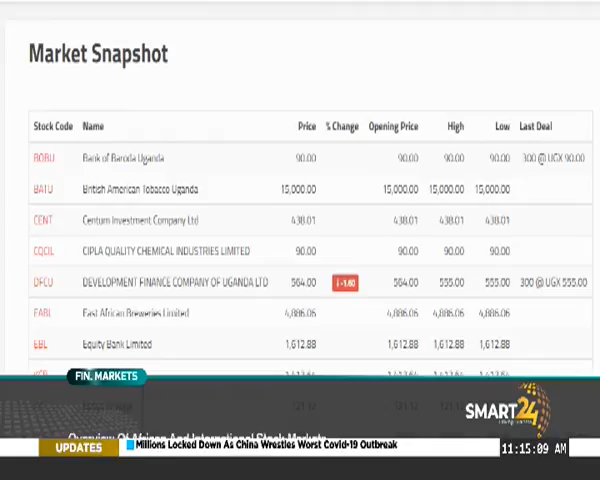 Market Snapshot
Stock Code Name Price % Change Opening Price High Low Last Deal
BOBU Bank of Baroda Uganda 90.00 90.00 90.00 90.00 300 @ UGX 90.00
BATU British American Tobacco Uganda 15,000.00 15,000.00 15,000.00 15,000.00
CENT Centum Investment Company Ltd 438.01 438.01 438.01 438.01
CQCIL CIPLA QUALITY CHEMICAL INDUSTRIES LIMITED 90.00 90.00 90.00 90.00
DFCU DEVELOPMENT FINANCE COMPANY OF UGANDA LTD 564.00 -1.60 564.00 555.00 555.00 300 @ UGX 555.00
EABL East African Breweries Limited 4,886.06 4,886.06 4,886.06 4,886.06
EBL Equity Bank Limited 1,612.88 1,612.88 1,612.88 1,612.88
FIN. MARKETS
SMART24
Overview Of African And International Stock Markets
UPDATES Millions Locked Down As China Wrestles Worst Covid-19 Outbreak 11:15:09 AM